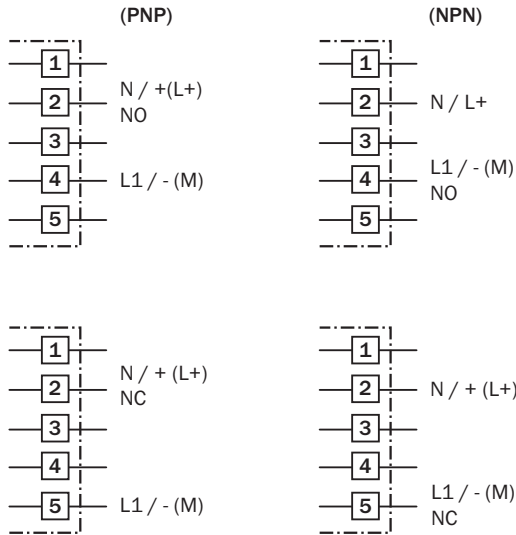 (PNP)
1
2 N / +(L+)
NO
3
4 L1 / - (M)
5
(NPN)
1
2 N / L+
3
4 L1 / - (M)
NO
5
1
2 N / + (L+)
NC
3
4
5 L1 / - (M)
1
2 N / + (L+)
3
4
5 L1 / - (M)
NC